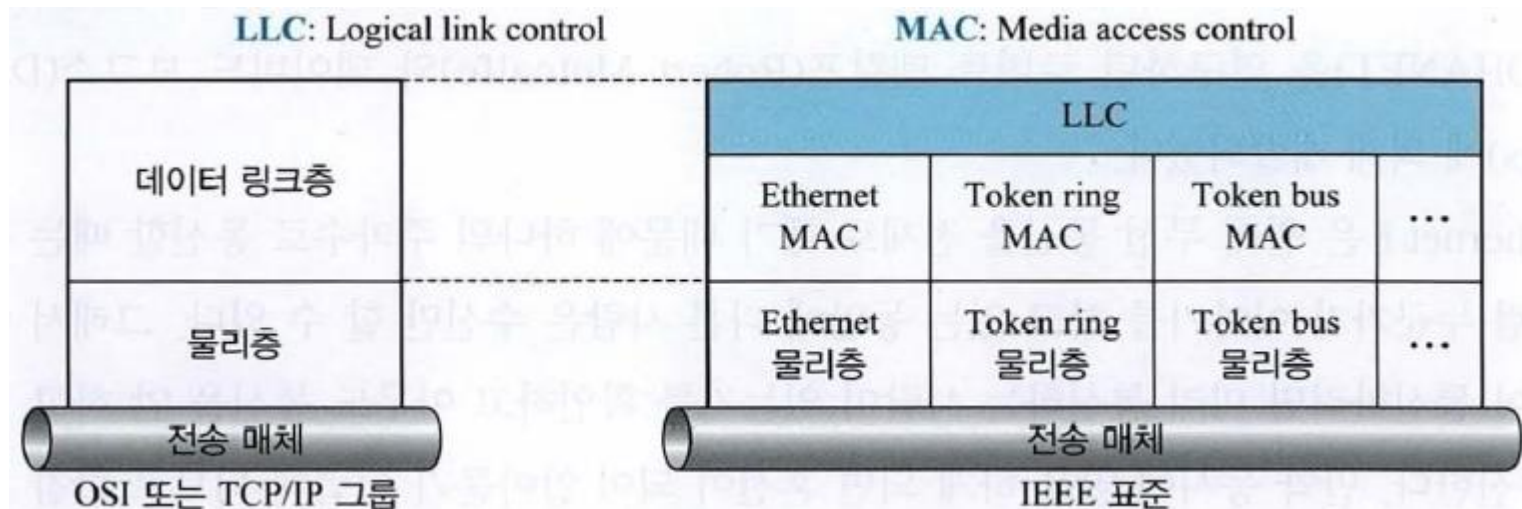 LLC: Logical link control
MAC: Media access control
LLC
데이터 링크층
Ethernet
MAC
Token ring
MAC
Token bus
MAC
...
물리층
Ethernet
물리층
Token ring
물리층
Token bus
물리층
...
전송 매체
전송 매체
OSI 또는 TCP/IP 그룹
IEEE 표준